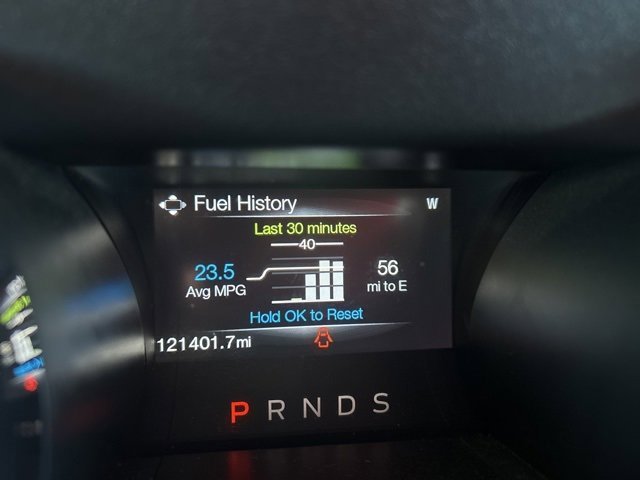 Fuel History W
Last 30 minutes
40
23.5
Avg MPG
56
mi to E
Hold OK to Reset
121401.7mi
P R N D S